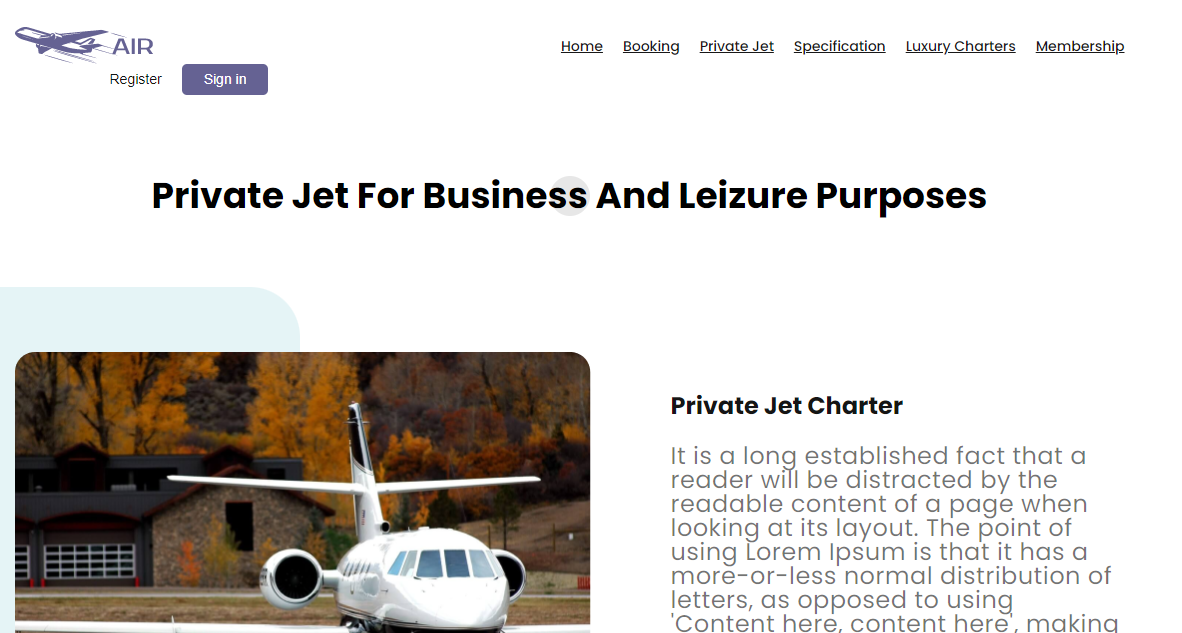 AIR
Home Booking Private Jet Specification Luxury Charters Membership
Register Sign in
Private Jet For Business And Leizure Purposes
Private Jet Charter
It is a long established fact that a
reader will be distracted by the
readable content of a page when
looking at its layout. The point of
using Lorem Ipsum is that it has a
more-or-less normal distribution of
letters, as opposed to using
'Content here, content here', making